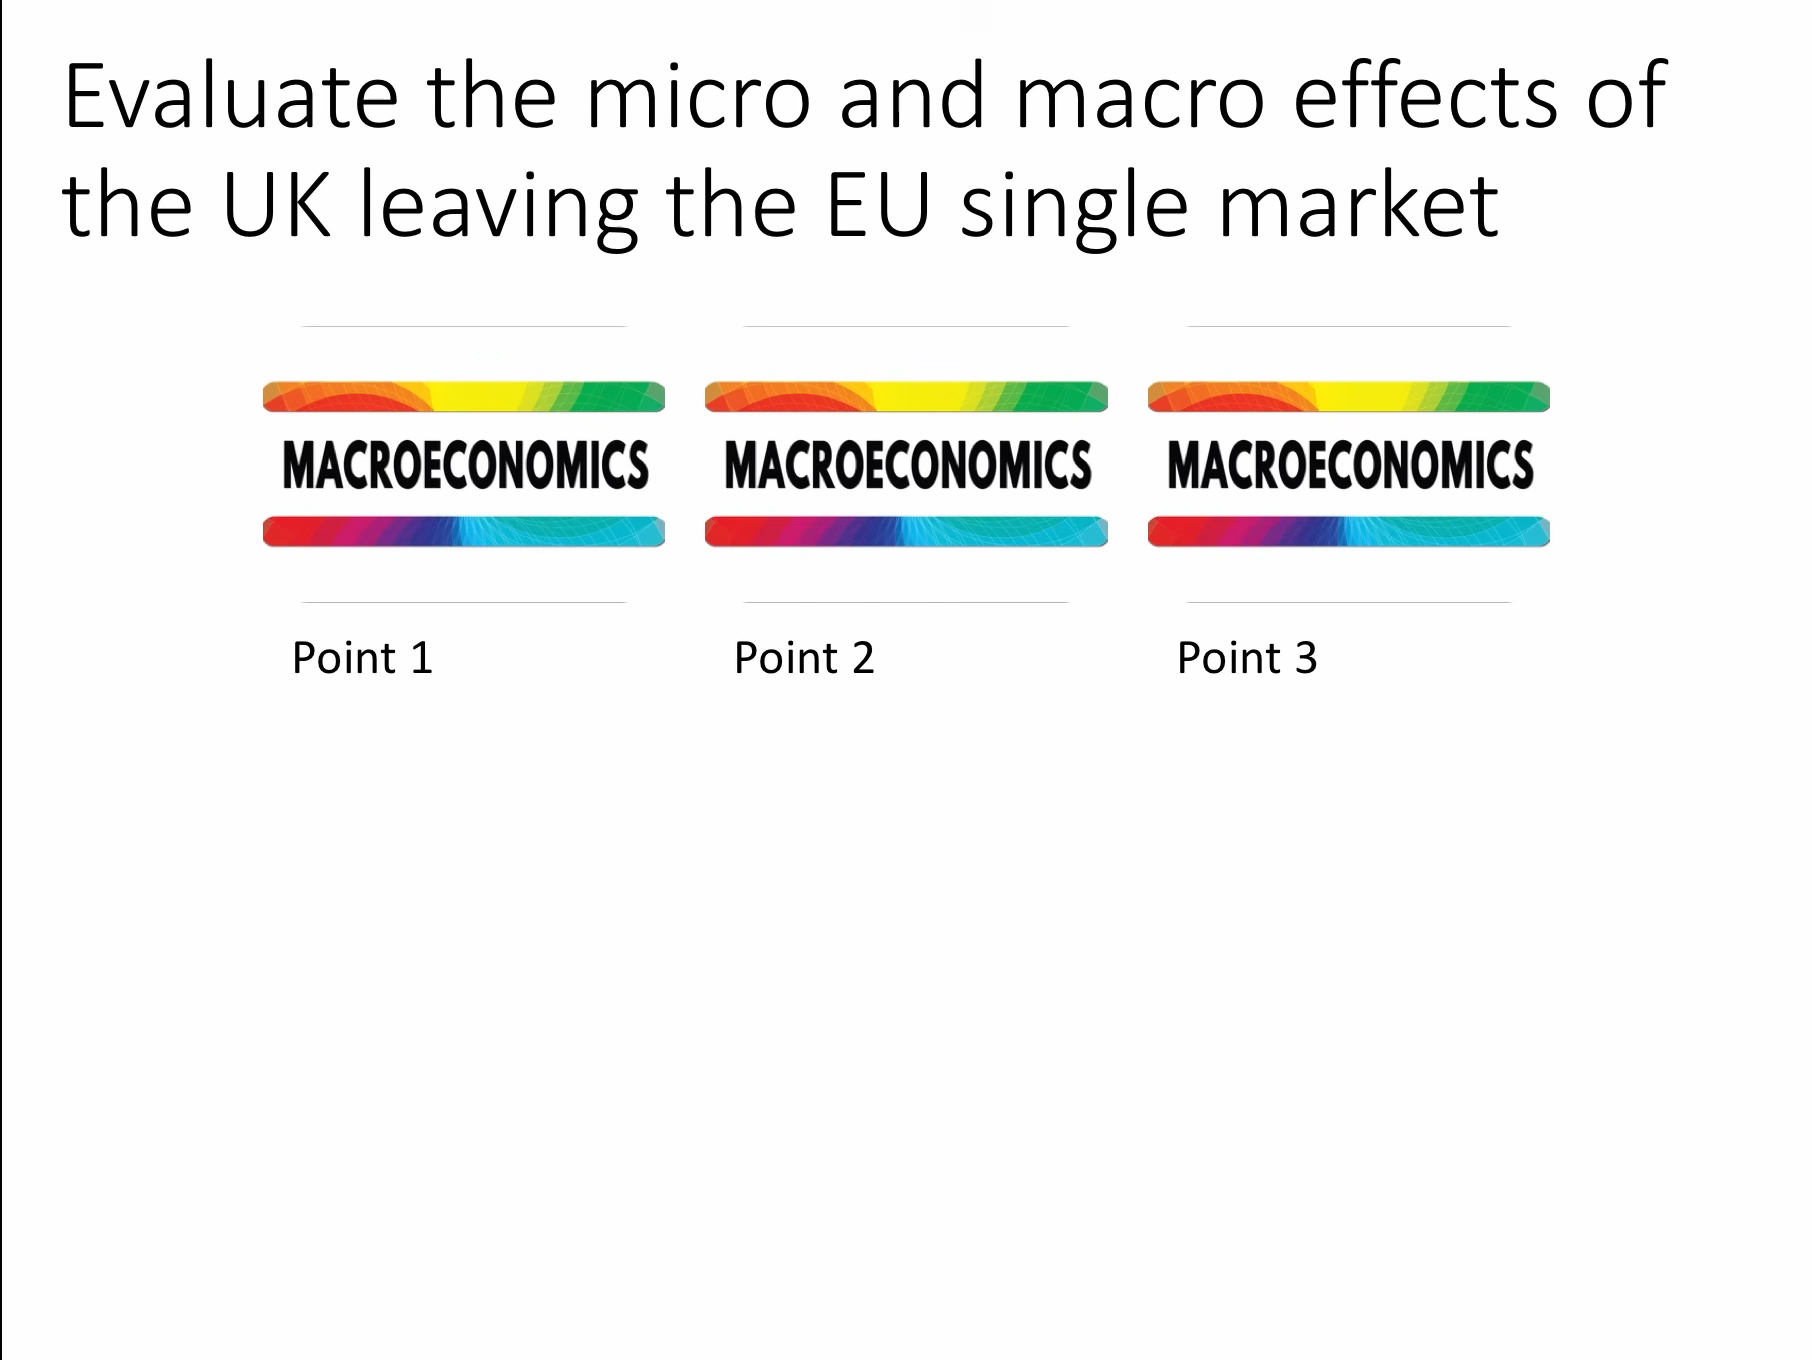 Evaluate the micro and macro effects of
the UK leaving the EU single market
MACROECONOMICS MACROECONOMICS MACROECONOMICS
Point 1 Point 2 Point 3